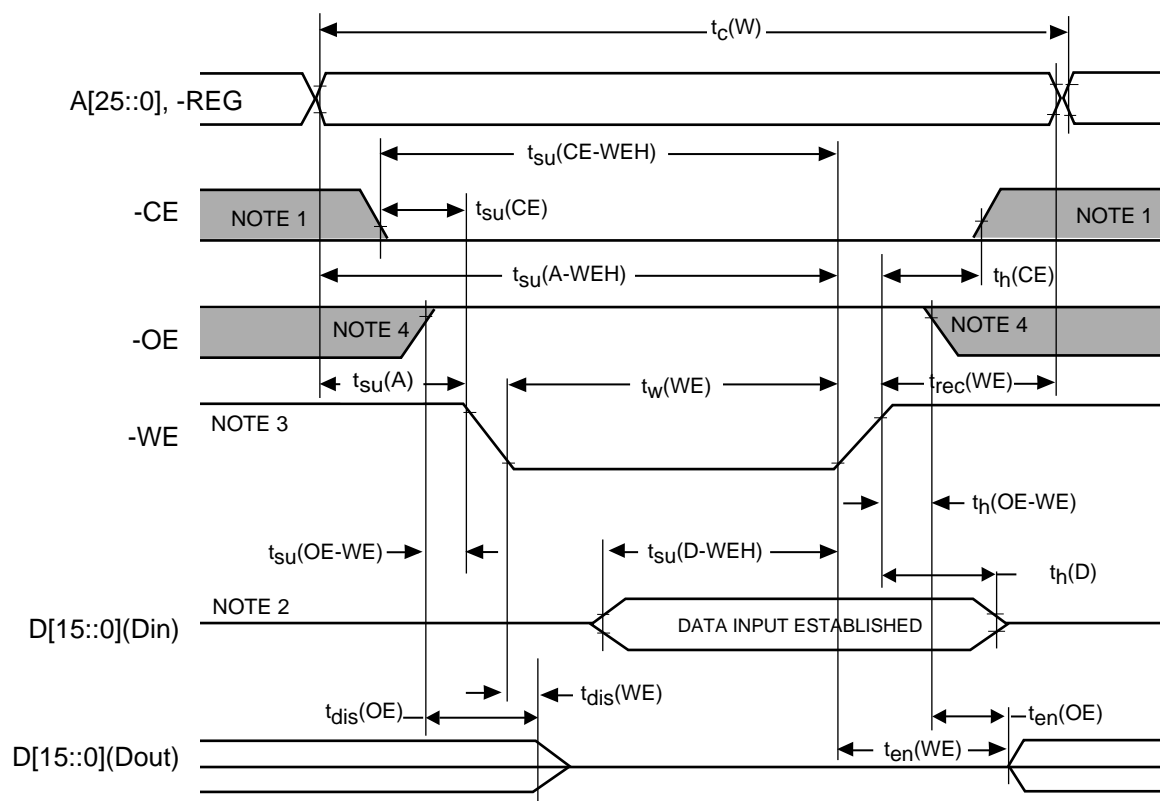 tc(W)
A[25::0], -REG
tsu(CE-WEH)
-CE
NOTE 1
tsu(CE)
NOTE 1
tsu(A-WEH)
th(CE)
-OE
NOTE 4
NOTE 4
tsu(A)
tw(WE)
trec(WE)
-WE
NOTE 3
th(OE-WE)
tsu(OE-WE)
tsu(D-WEH)
th(D)
NOTE 2
D[15::0](Din)
DATA INPUT ESTABLISHED
tdis(WE)
tdis(OE)
ten(OE)
D[15::0](Dout)
ten(WE)